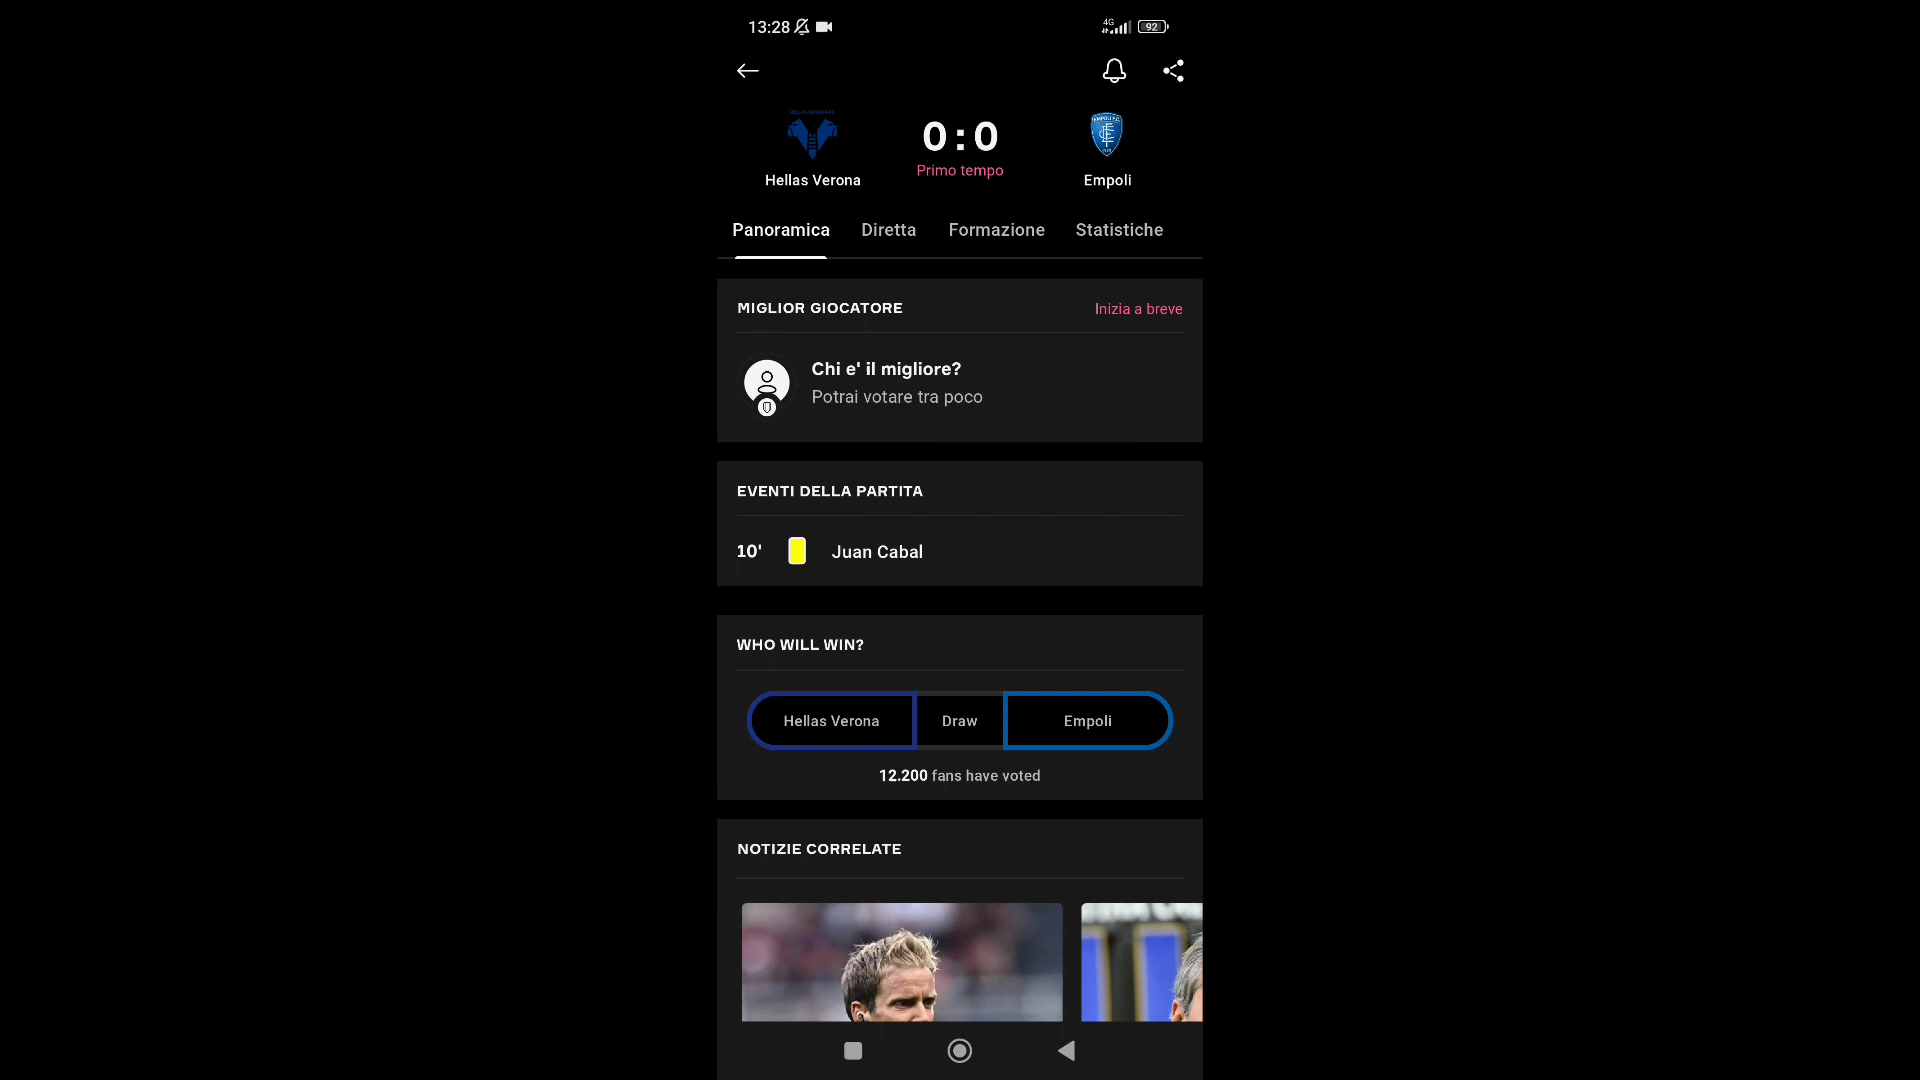 13:28
4G
92
0:0
Primo tempo
EMPOLI F.C.
Hellas Verona
Empoli
Panoramica
Diretta
Formazione
Statistiche
MIGLIOR GIOCATORE
Inizia a breve
Chi e' il migliore?
Potrai votare tra poco
EVENTI DELLA PARTITA
10'
Juan Cabal
WHO WILL WIN?
Hellas Verona
Draw
Empoli
12.200 fans have voted
NOTIZIE CORRELATE